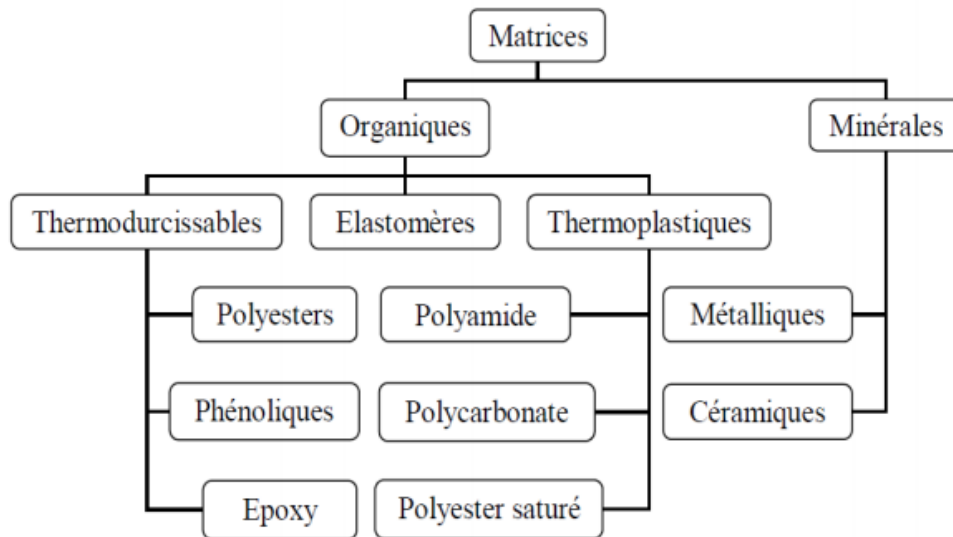 Matrices
Organiques
Minérales
Thermodurcissables
Elastomères
Thermoplastiques
Polyesters
Polyamide
Métalliques
Phénoliques
Polycarbonate
Céramiques
Epoxy
Polyester saturé